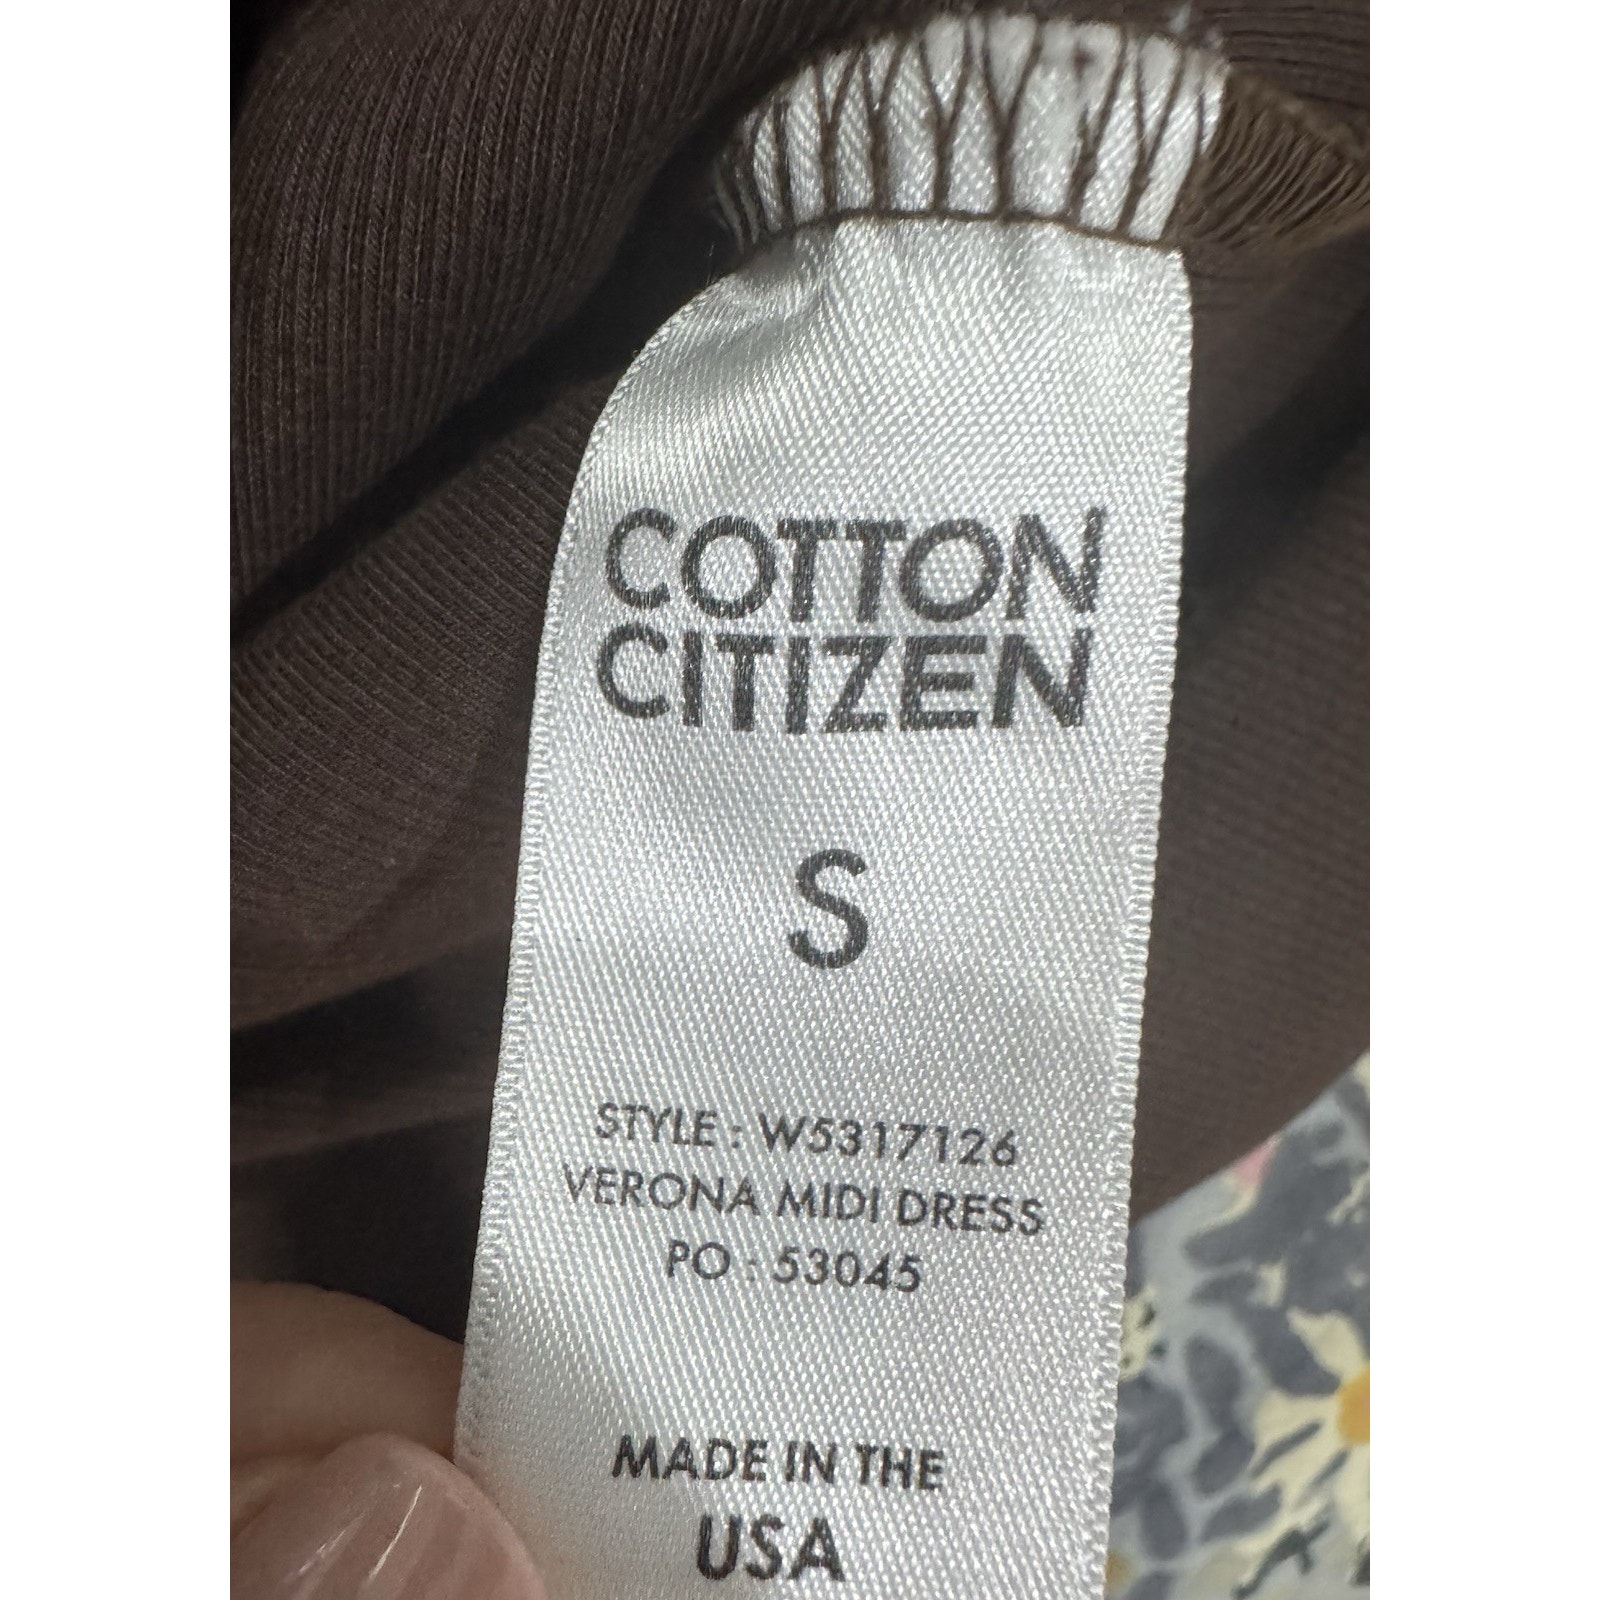 COTTON
CITIZEN
S
STYLE : W5317126
VERONA MIDI DRESS
PO : 53045
MADE IN THE
USA